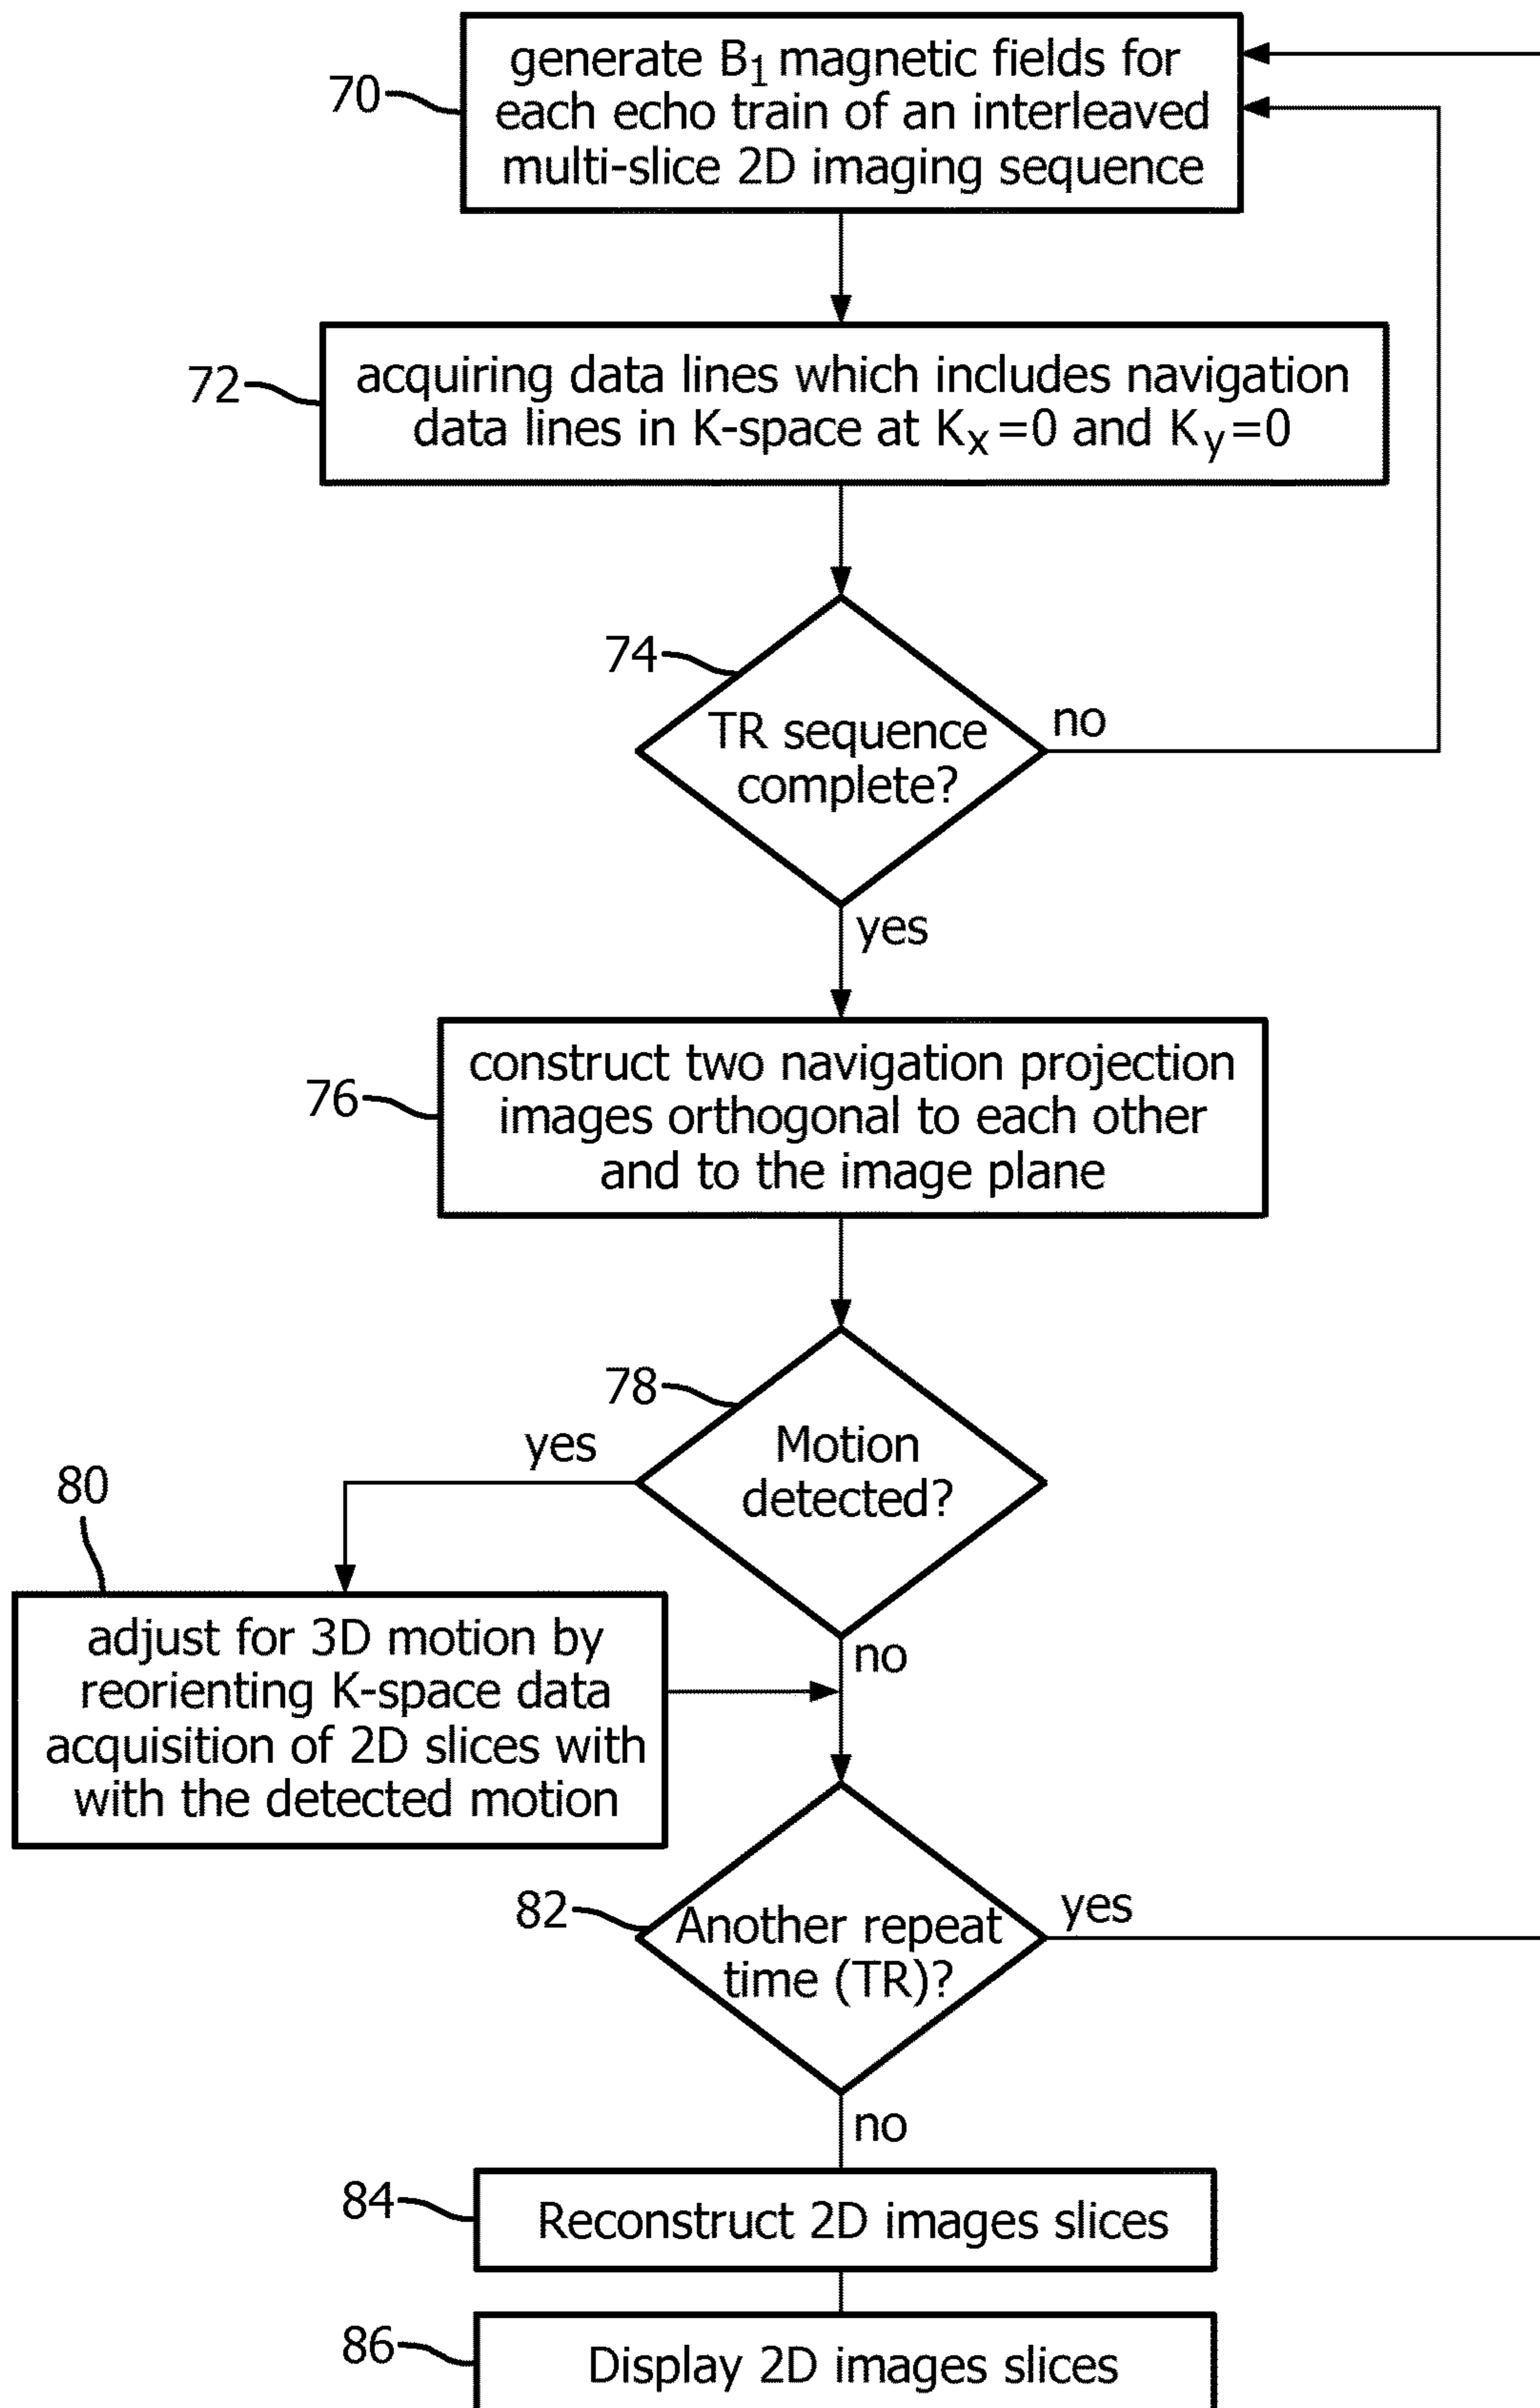 70
generate B₁ magnetic fields for
each echo train of an interleaved
multi-slice 2D imaging sequence
72
acquiring data lines which includes navigation
data lines in K-space at Kₓ=0 and Ky=0
74
TR sequence
complete?
no
yes
76
construct two navigation projection
images orthogonal to each other
and to the image plane
78
Motion
detected?
yes
no
80
adjust for 3D motion by
reorienting K-space data
acquisition of 2D slices with
with the detected motion
82
Another repeat
time (TR)?
yes
no
84
Reconstruct 2D images slices
86
Display 2D images slices